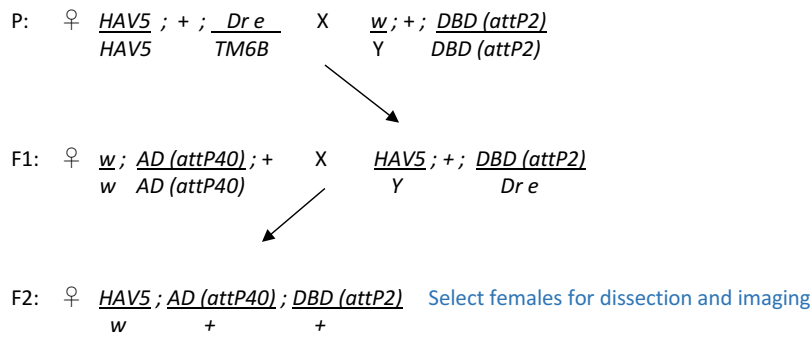 P: ♀ HAV5 ; + ; Dr e X w ; + ; DBD (attP2)
HAV5 TM6B Y DBD (attP2)
F1: ♀ w ; AD (attP40) ; + X HAV5 ; + ; DBD (attP2)
w AD (attP40) Y Dr e
F2: ♀ HAV5 ; AD (attP40) ; DBD (attP2) Select females for dissection and imaging
w + +